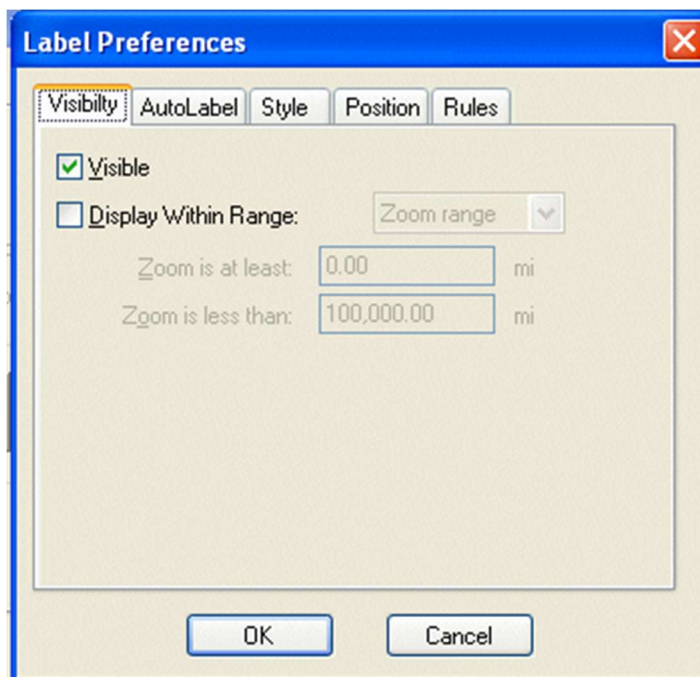 Label Preferences
Visibilty AutoLabel Style Position Rules
Visible
Display Within Range: Zoom range
Zoom is at least: 0.00 mi
Zoom is less than: 100,000.00 mi
OK Cancel